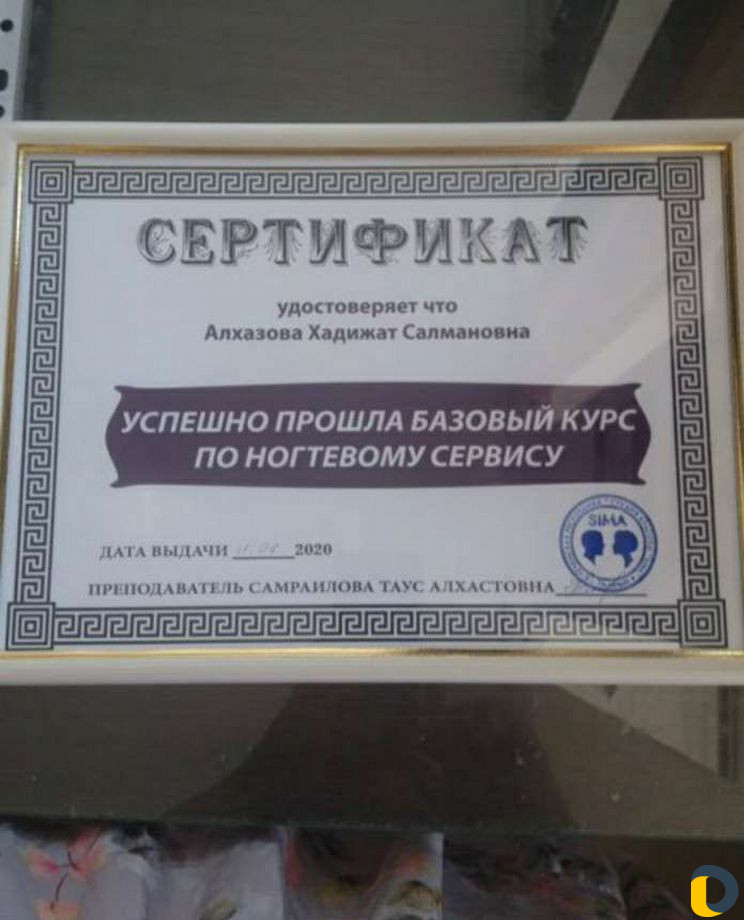 СЕРТИФИКАТ
удостоверяет что
Алхазова Хадижат Салмановна
УСПЕШНО ПРОШЛА БАЗОВЫЙ КУРС
ПО НОГТЕВОМУ СЕРВИСУ
SIMA
ДАТА ВЫДАЧИ 2020
ПРЕПОДАВАТЕЛЬ САМРАИЛОВА ТАУС АЛХАСТОВНА